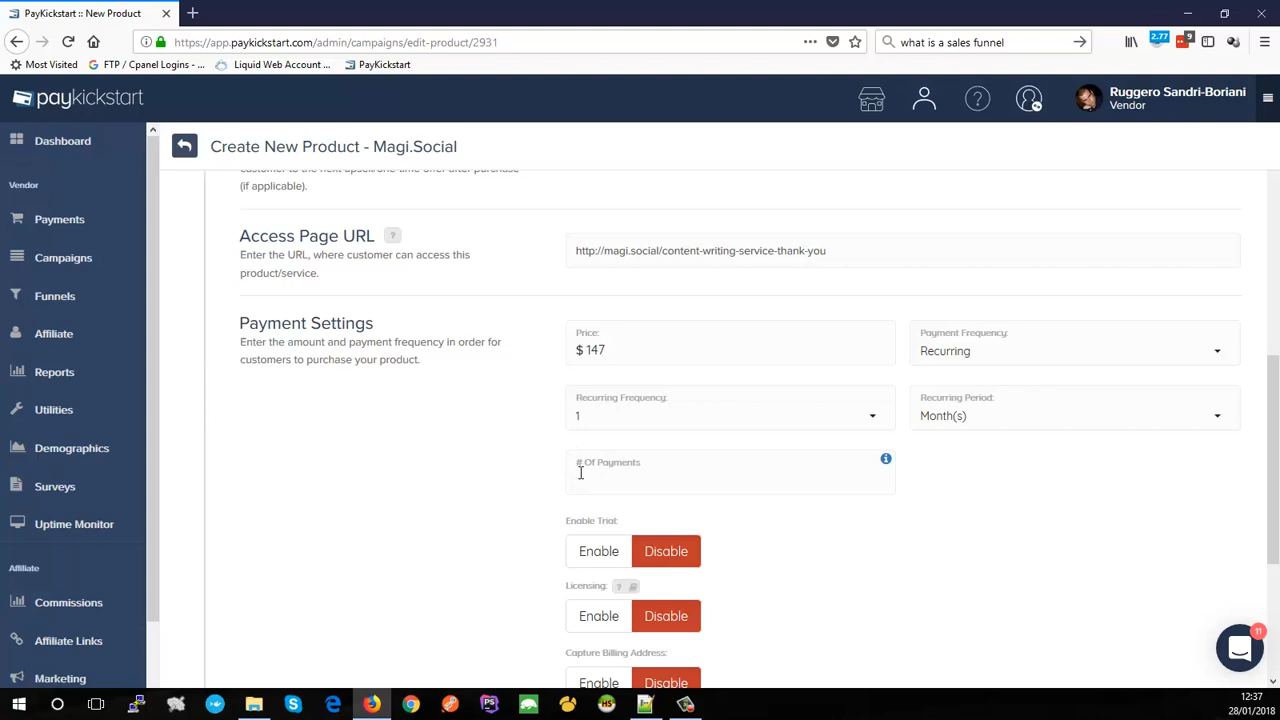 PayKickstart :: New Product
https://app.paykickstart.com/admin/campaigns/edit-product/2931
what is a sales funnel
2.77
9
Most Visited
FTP / Cpanel Logins - ...
Liquid Web Account ...
PayKickstart
paykickstart
Ruggero Sandri-Boriani
Vendor
Dashboard
Vendor
Payments
Campaigns
Funnels
Affiliate
Reports
Utilities
Demographics
Surveys
Uptime Monitor
Affiliate
Commissions
Affiliate Links
Marketing
Create New Product - Magi.Social
customer to the next upsell/one time offer after purchase
(if applicable).
Access Page URL ?
Enter the URL, where customer can access this
product/service.
http://magi.social/content-writing-service-thank-you
Payment Settings
Enter the amount and payment frequency in order for
customers to purchase your product.
Price:
$ 147
Payment Frequency:
Recurring
Recurring Frequency:
1
Recurring Period:
Month(s)
# Of Payments
Enable Trial:
Enable Disable
Licensing: ?
Enable Disable
Capture Billing Address:
Enable Disable
11
12:37
28/01/2018